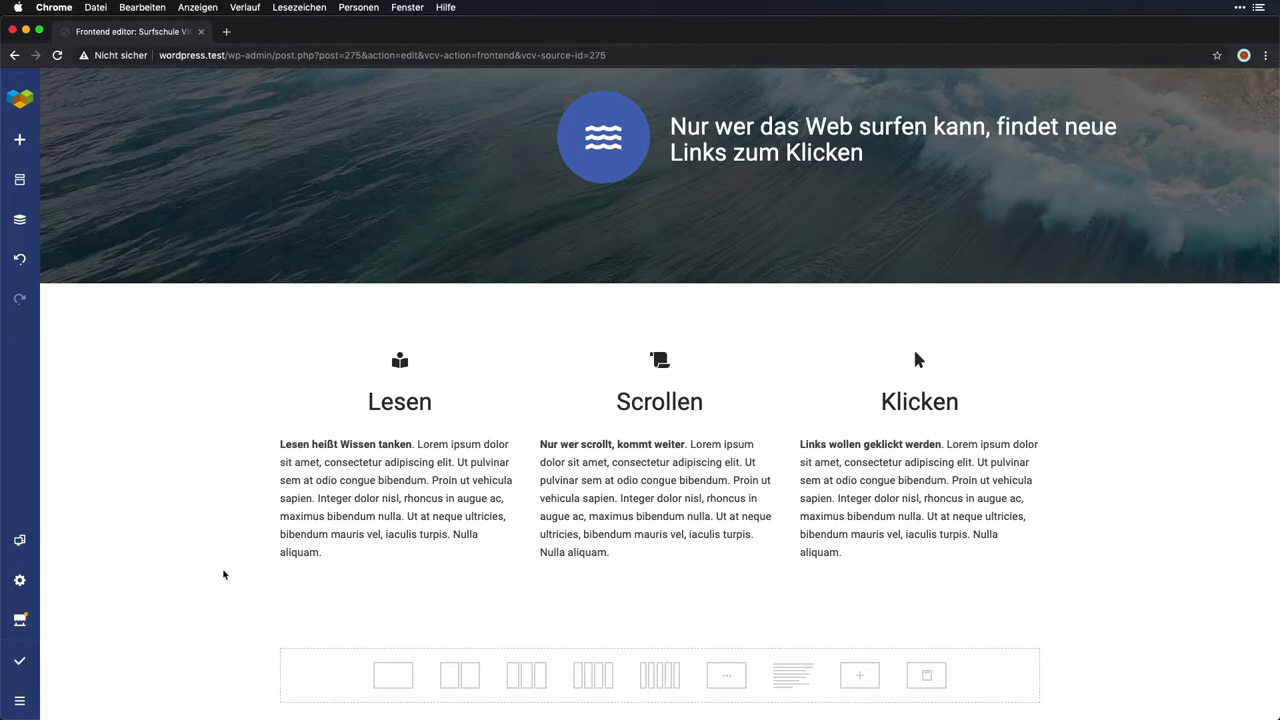 Chrome Datei Bearbeiten Anzeigen Verlauf Lesezeichen Personen Fenster Hilfe
Frontend editor: Surfschule Vi
Nicht sicher wordpress.test/wp-admin/post.php?post=275&action=edit&vcv-action=frontend&vcv-source-id=275
Nur wer das Web surfen kann, findet neue
Links zum Klicken
Lesen
Lesen heißt Wissen tanken. Lorem ipsum dolor
sit amet, consectetur adipiscing elit. Ut pulvinar
sem at odio congue bibendum. Proin ut vehicula
sapien. Integer dolor nisl, rhoncus in augue ac,
maximus bibendum nulla. Ut at neque ultricies,
bibendum mauris vel, iaculis turpis. Nulla
aliquam.
Scrollen
Nur wer scrollt, kommt weiter. Lorem ipsum
dolor sit amet, consectetur adipiscing elit. Ut
pulvinar sem at odio congue bibendum. Proin ut
vehicula sapien. Integer dolor nisl, rhoncus in
augue ac, maximus bibendum nulla. Ut at neque
ultricies, bibendum mauris vel, iaculis turpis.
Nulla aliquam.
Klicken
Links wollen geklickt werden. Lorem ipsum dolor
sit amet, consectetur adipiscing elit. Ut pulvinar
sem at odio congue bibendum. Proin ut vehicula
sapien. Integer dolor nisl, rhoncus in augue ac,
maximus bibendum nulla. Ut at neque ultricies,
bibendum mauris vel, iaculis turpis. Nulla
aliquam.